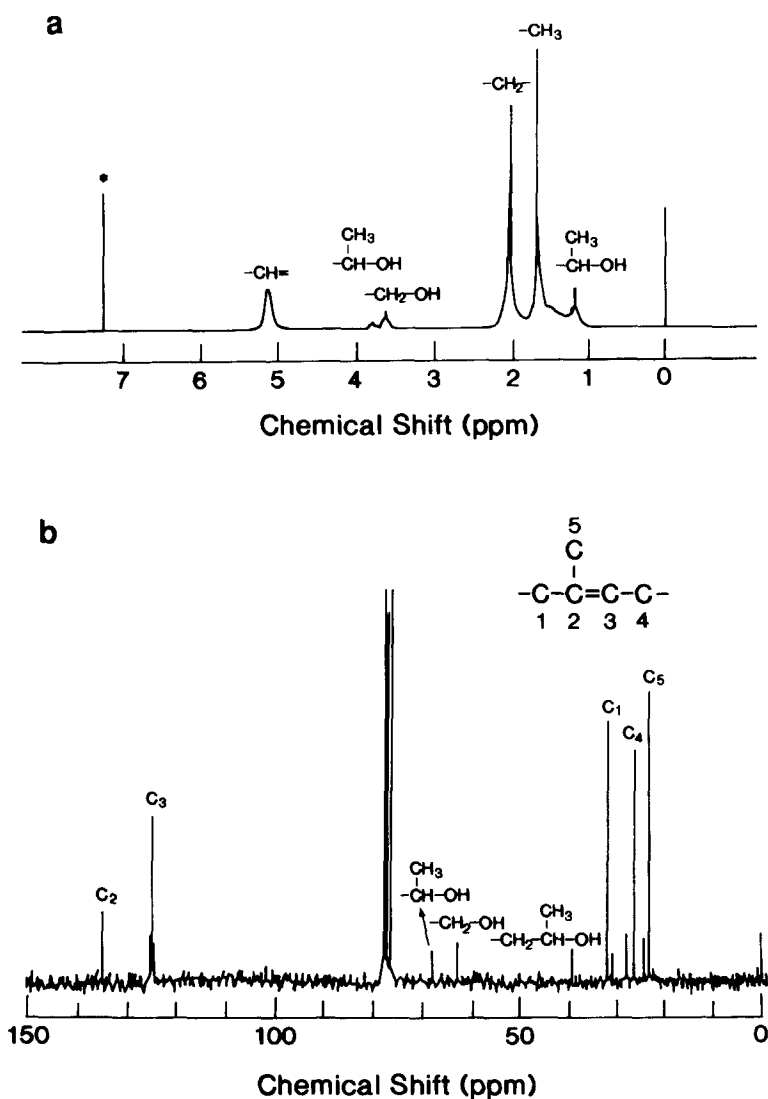 a
-CH3
-CH2-
*
CH3
-CH-OH
-CH=
-CH2-OH
CH3
-CH-OH
7 6 5 4 3 2 1 0
Chemical Shift (ppm)
b
5
C
-C-C=C-C-
1 2 3 4
C5
C1
C4
C3
C2
CH3
-CH-OH
-CH2-OH
CH3
-CH2-CH-OH
150 100 50 0
Chemical Shift (ppm)